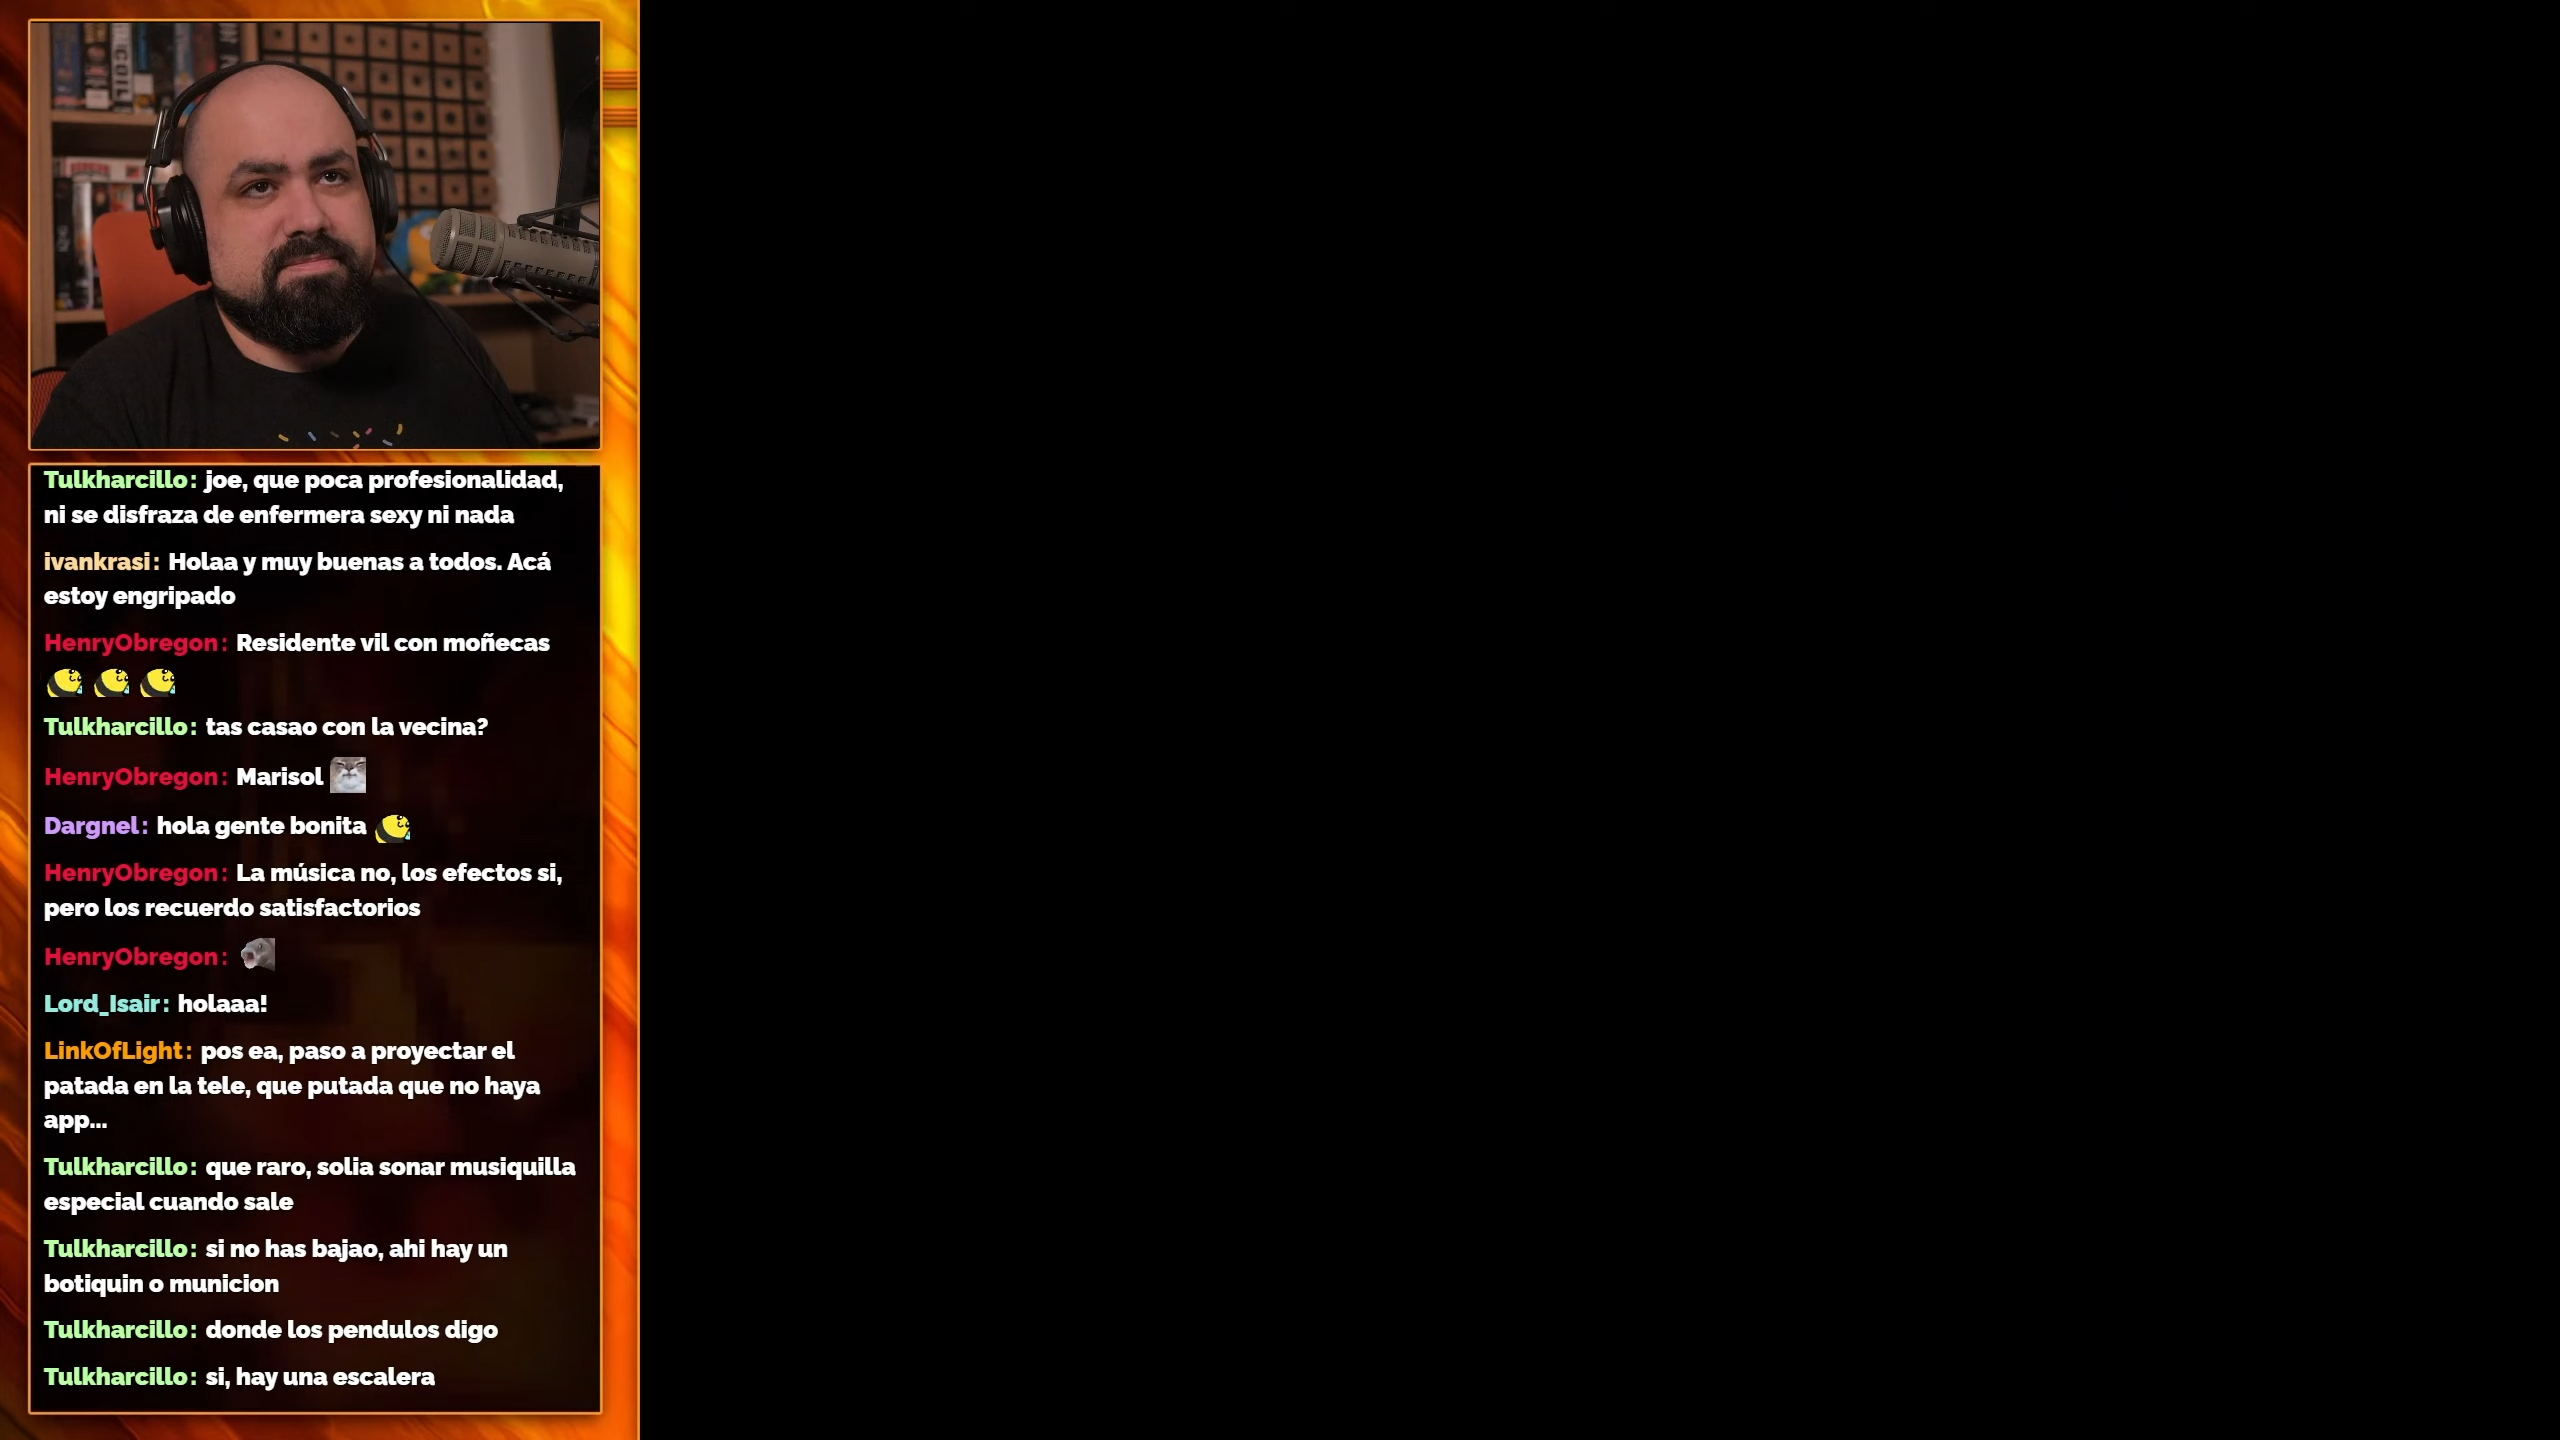 Tulkharcillo: joe, que poca profesionalidad,
ni se disfraza de enfermera sexy ni nada
ivankrasi: Holaa y muy buenas a todos. Acá
estoy engripado
HenryObregon: Residente vil con moñecas
Tulkharcillo: tas casao con la vecina?
HenryObregon: Marisol
Dargnel: hola gente bonita
HenryObregon: La música no, los efectos si,
pero los recuerdo satisfactorios
HenryObregon:
Lord_Isair: holaaa!
LinkOfLight: pos ea, paso a proyectar el
patada en la tele, que putada que no haya
app...
Tulkharcillo: que raro, solia sonar musiquilla
especial cuando sale
Tulkharcillo: si no has bajao, ahi hay un
botiquin o municion
Tulkharcillo: donde los pendulos digo
Tulkharcillo: si, hay una escalera